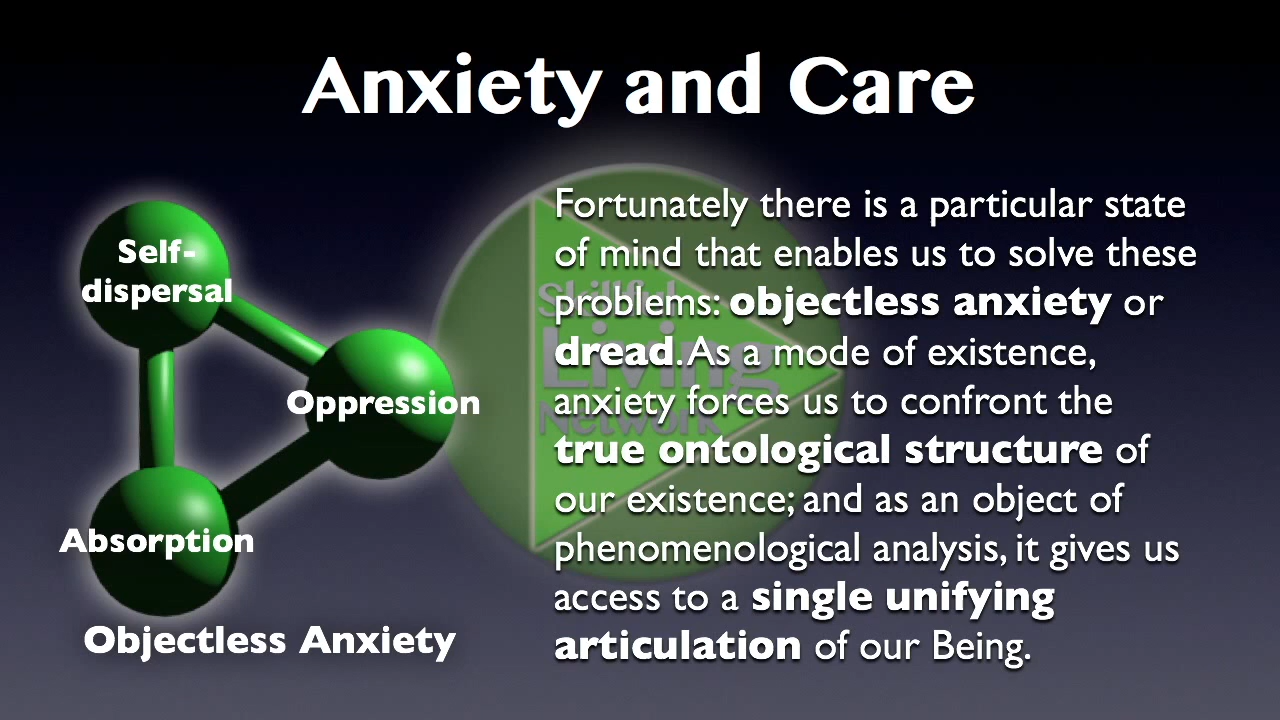 Anxiety and Care
Self-
dispersal
Oppression
Absorption
Objectless Anxiety
Fortunately there is a particular state
of mind that enables us to solve these
problems: objectless anxiety or
dread. As a mode of existence,
anxiety forces us to confront the
true ontological structure of
our existence; and as an object of
phenomenological analysis, it gives us
access to a single unifying
articulation of our Being.
Skillful
Living
Network